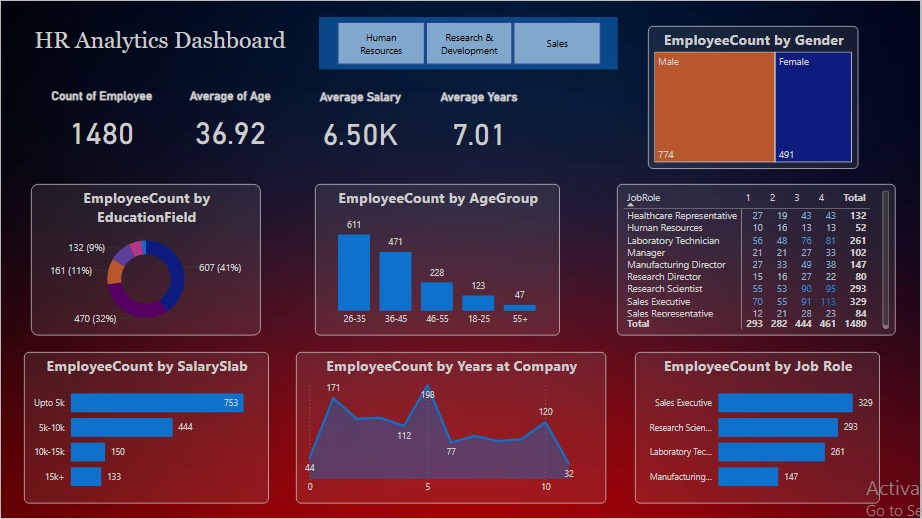 HR Analytics Dashboard
Human
Resources
Research &
Development
Sales
Count of Employee
1480
Average of Age
36.92
Average Salary
6.50K
Average Years
7.01
EmployeeCount by Gender
Male
Female
774
491
EmployeeCount by
EducationField
132 (9%)
161 (11%)
607 (41%)
470 (32%)
EmployeeCount by AgeGroup
611
471
228
123
47
26-35 36-45 46-55 18-25 55+
JobRole 1 2 3 4 Total
Healthcare Representative 27 19 43 43 132
Human Resources 10 16 13 13 52
Laboratory Technician 56 48 76 81 261
Manager 21 21 27 33 102
Manufacturing Director 27 33 49 38 147
Research Director 15 16 27 22 80
Research Scientist 55 53 90 95 293
Sales Executive 70 55 91 113 329
Sales Representative 12 21 28 23 84
Total 293 282 444 461 1480
EmployeeCount by SalarySlab
Upto 5k 753
5k-10k 444
10k-15k 150
15k+ 133
EmployeeCount by Years at Company
171
198
120
112
77
44
32
0 5 10
EmployeeCount by Job Role
Sales Executive 329
Research Scien... 293
Laboratory Tec... 261
Manufacturing... 147
Activa
Go to Se